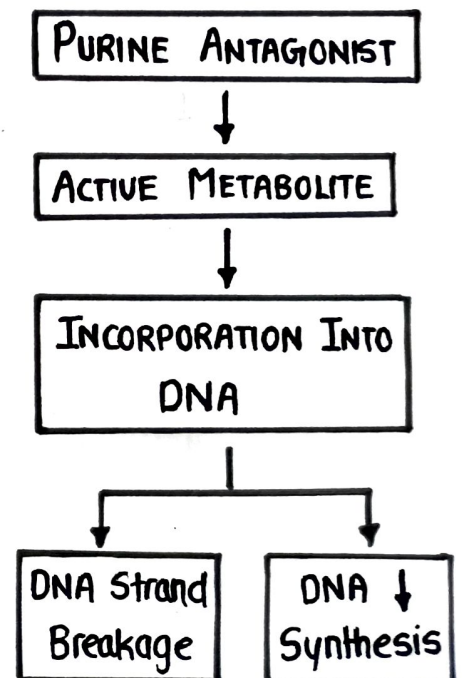 PURINE ANTAGONIST
ACTIVE METABOLITE
INCORPORATION INTO
DNA
DNA Strand
Breakage
DNA ↓
Synthesis